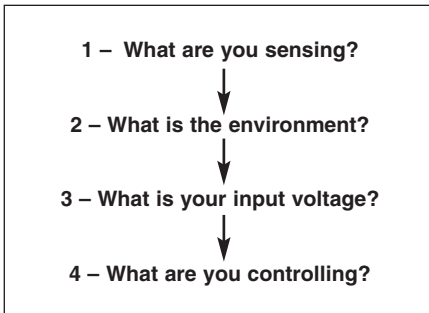 1 – What are you sensing?
2 – What is the environment?
3 – What is your input voltage?
4 – What are you controlling?